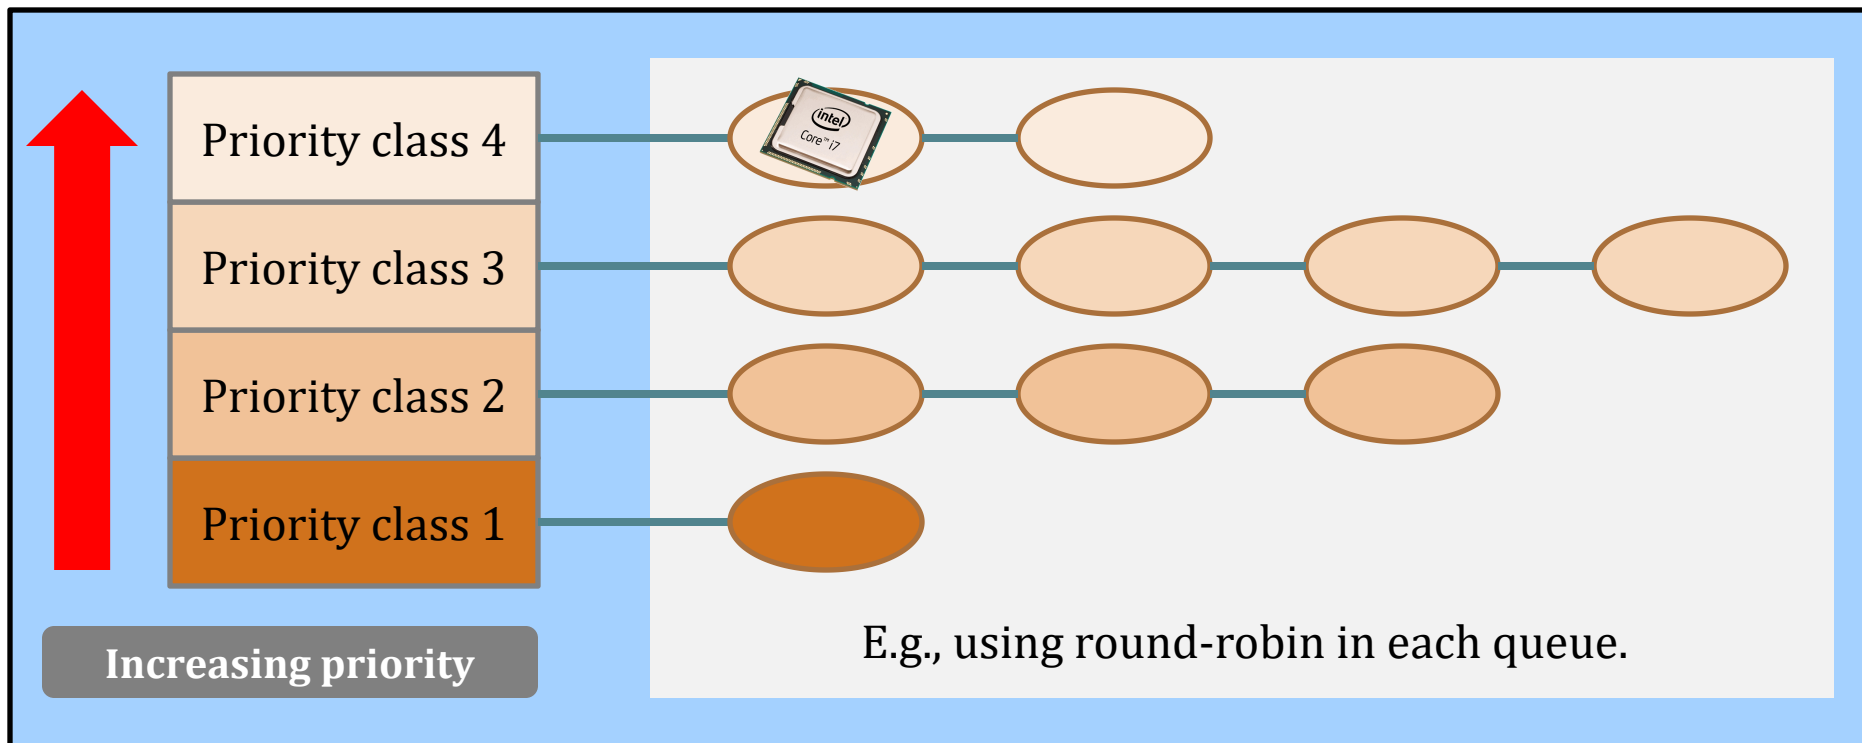 Priority class 4
intel
Core™ i7
Priority class 3
Priority class 2
Priority class 1
Increasing priority
E.g., using round-robin in each queue.